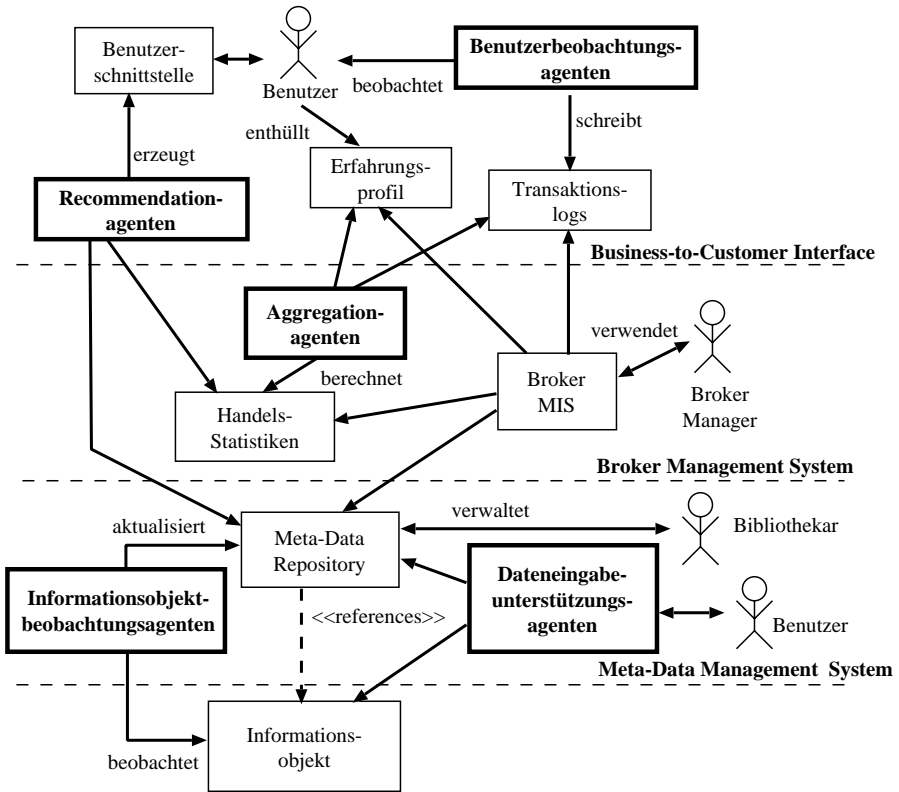 Benutzer-
schnittstelle
Benutzer
beobachtet
Benutzerbeobachtungs-
agenten
enthüllt
schreibt
erzeugt
Erfahrungs-
profil
Transaktions-
logs
Recommendation-
agenten
Business-to-Customer Interface
Aggregation-
agenten
berechnet
verwendet
Broker
MIS
Broker
Manager
Handels-
Statistiken
Broker Management System
aktualisiert
Meta-Data
Repository
verwaltet
Bibliothekar
Informationsobjekt-
beobachtungsagenten
<<references>>
Dateneingabe-
unterstützungs-
agenten
Benutzer
Meta-Data Management System
beobachtet
Informations-
objekt